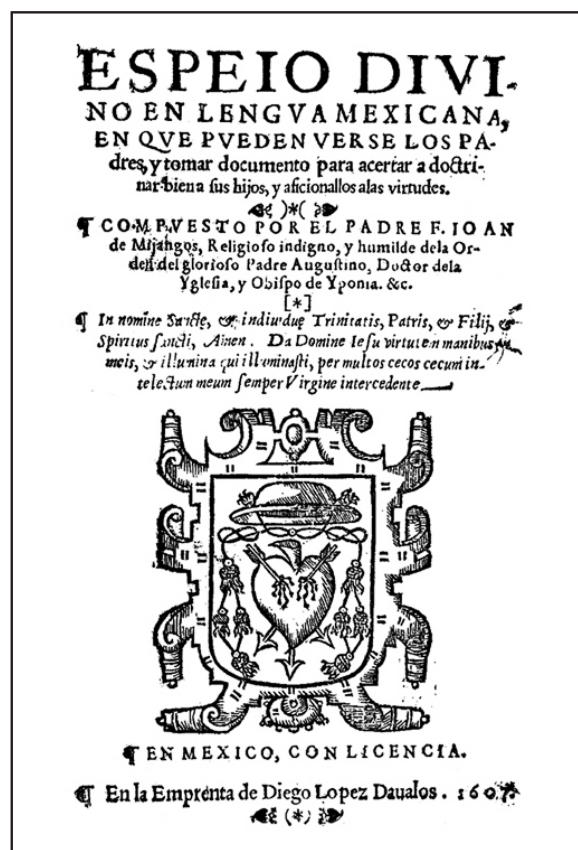 ESPEIO DIVI-
NO EN LENGVA MEXICANA,
EN QVE PVEDEN VERSE LOS PA-
dres, y tomar documento para acertar a doctri-
nar bien a sus hijos, y aficionallos alas virtudes.
)*(
¶ COMPVESTO POR EL PADRE F. IOAN
de Mijangos, Religioso indigno, y humilde dela Or-
den del glorioso Padre Augustino, Doctor dela
Yglesia, y Obispo de Yponia. &c.
[*]
¶ In nomine Sancte, & indiuidue Trinitatis, Patris, & Filij, &
Spiritus sancti, Amen. Da Domine Iesu virtutem manibus
meis, & illumina qui illuminasti, per multos cecos cecum in-
telectum meum semper Virgine intercedente
¶ EN MEXICO, CON LICENCIA.
¶ En la Emprenta de Diego Lopez Daualos. 1607.
(*)